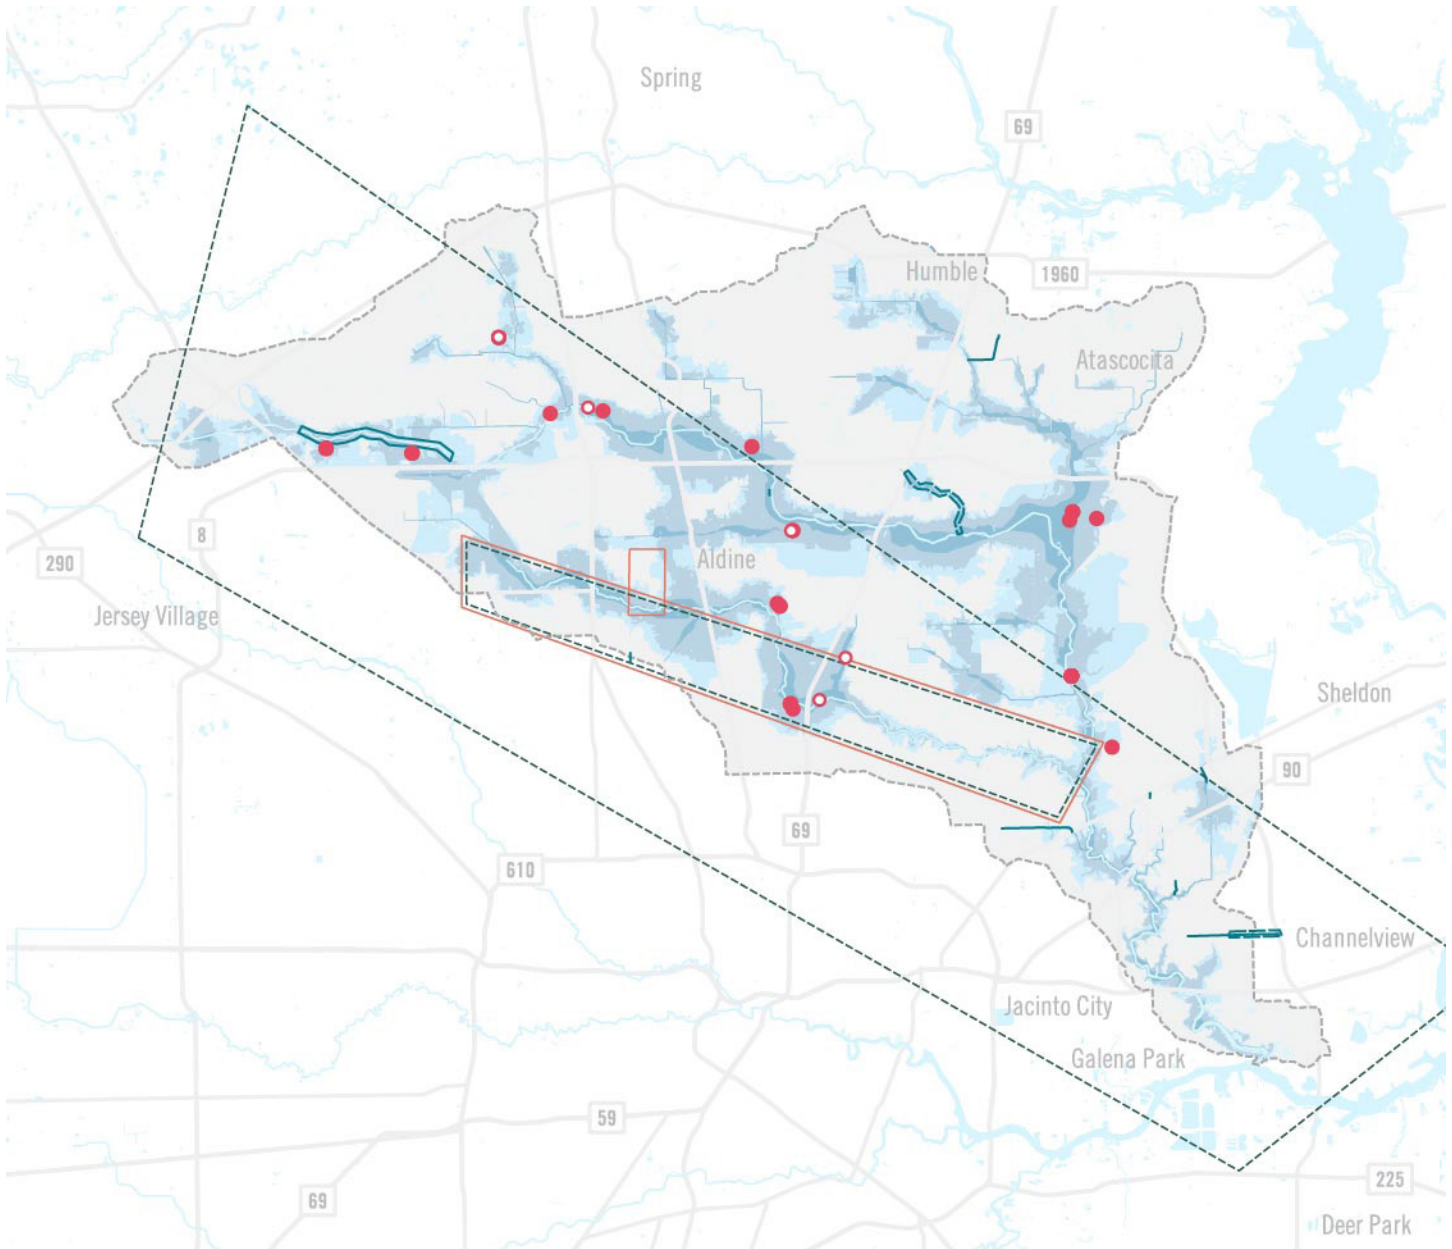 Spring
69
Humble
1960
Atascocita
8
290
Aldine
Jersey Village
Sheldon
90
69
610
Channelview
Jacinto City
Galena Park
59
225
69
Deer Park